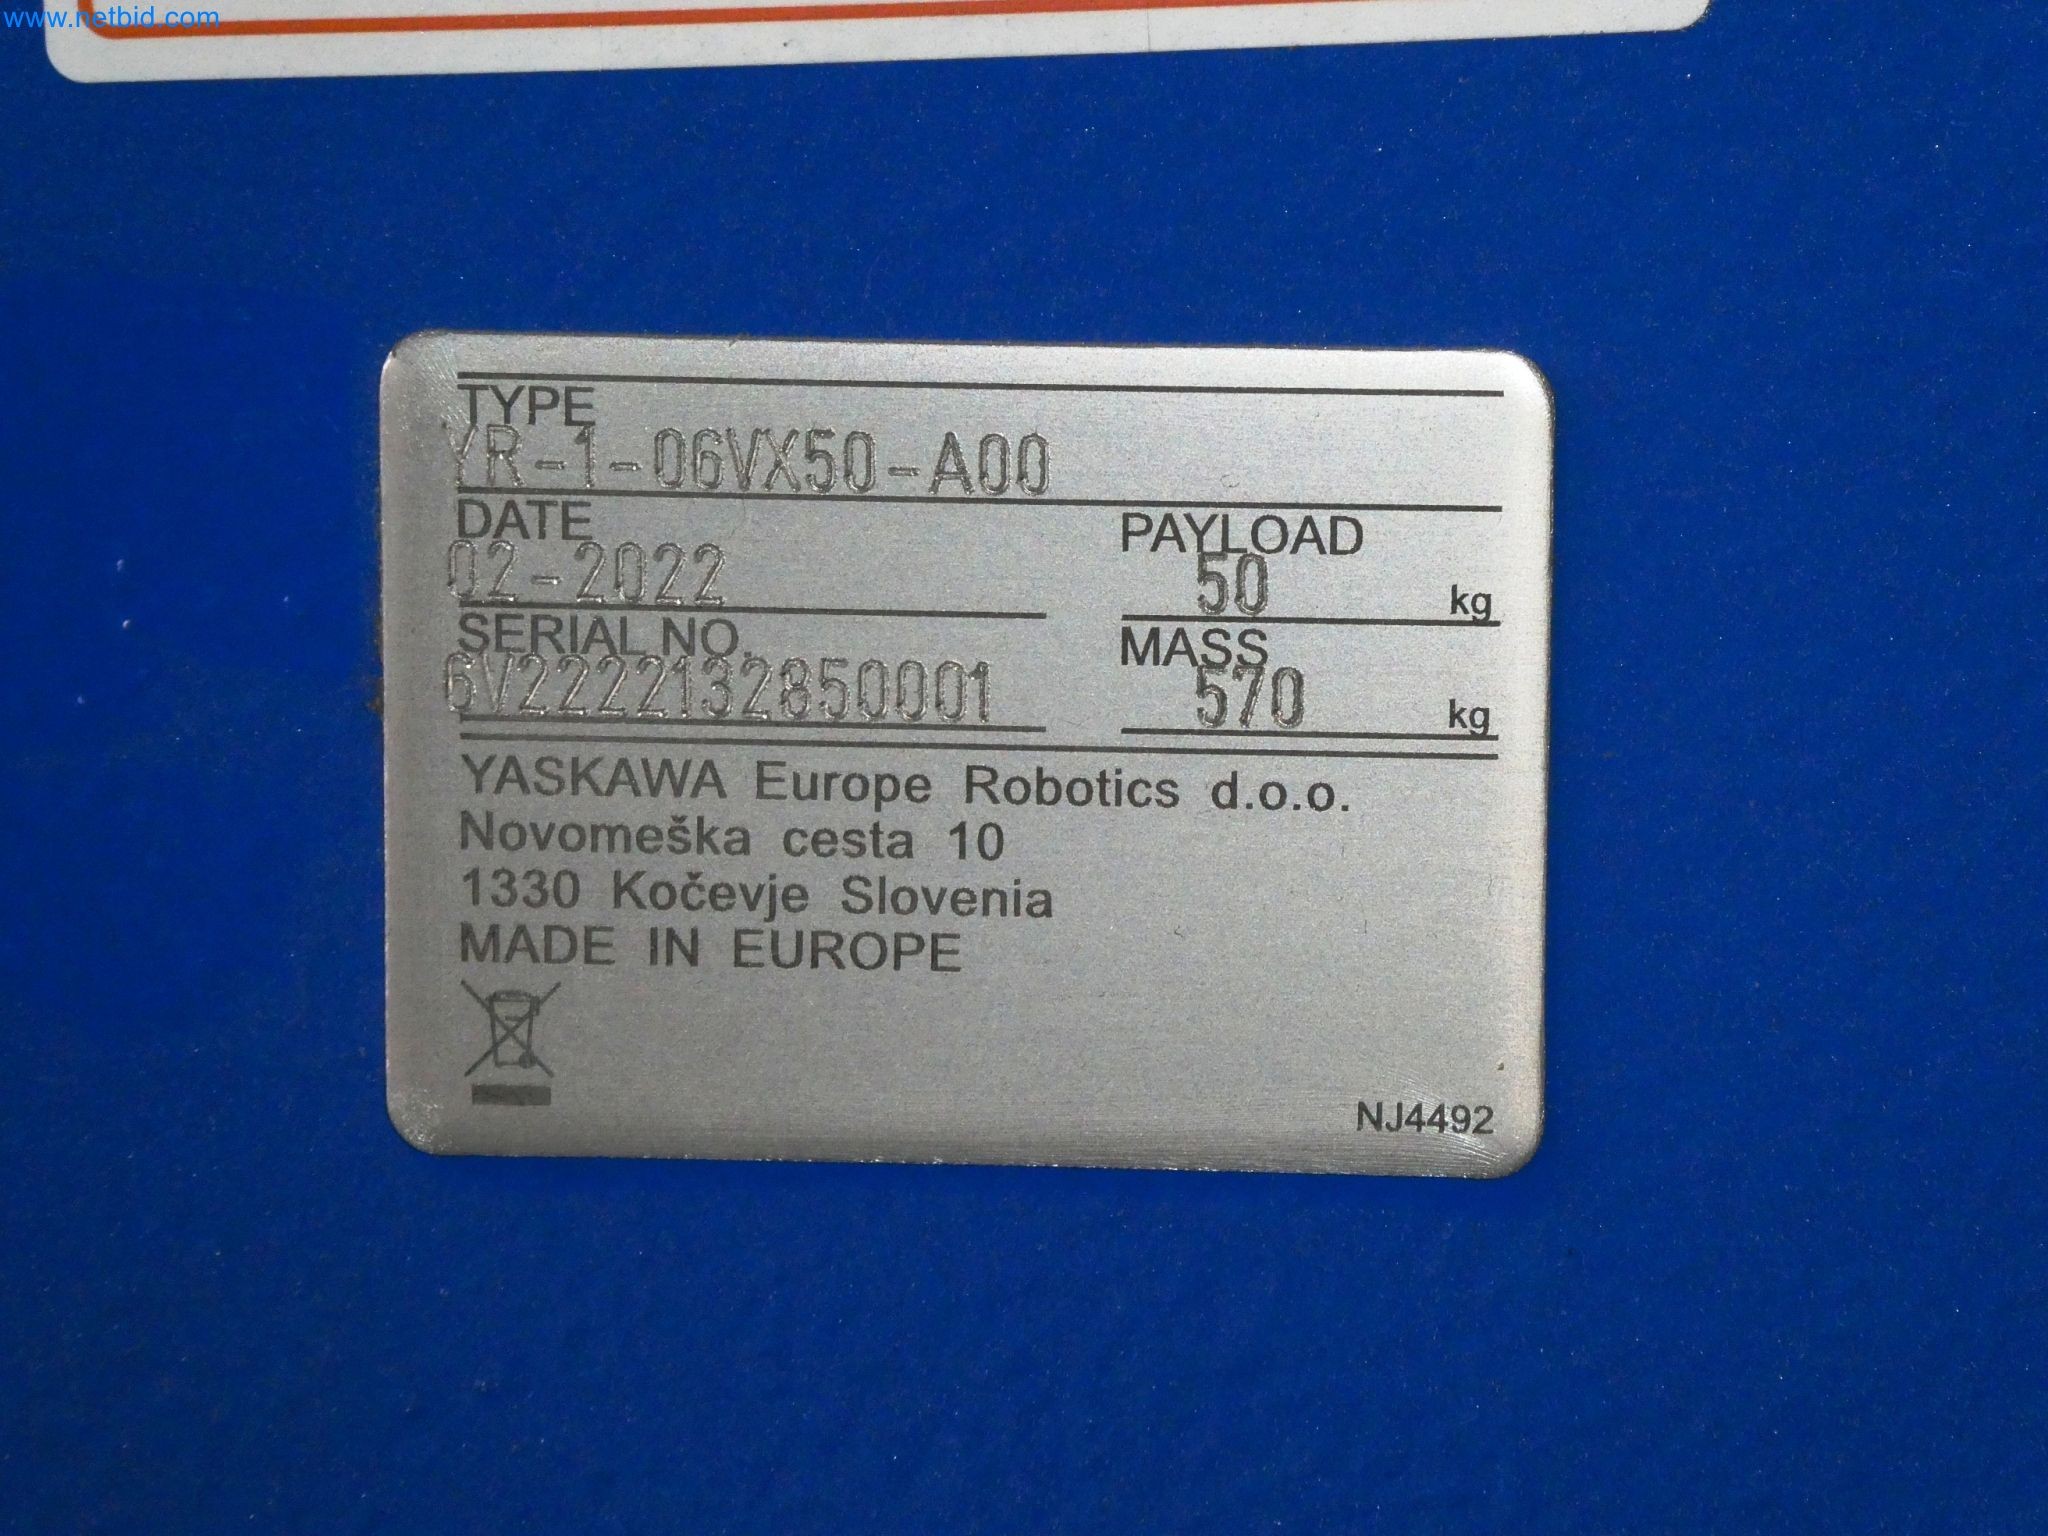 www.netbid.com
TYPE
YR-1-06VX50-A00
DATE
02-2022
PAYLOAD
50 kg
SERIAL NO.
6V2222132850001
MASS
570 kg
YASKAWA Europe Robotics d.o.o.
Novomeška cesta 10
1330 Kočevje Slovenia
MADE IN EUROPE
NJ4492